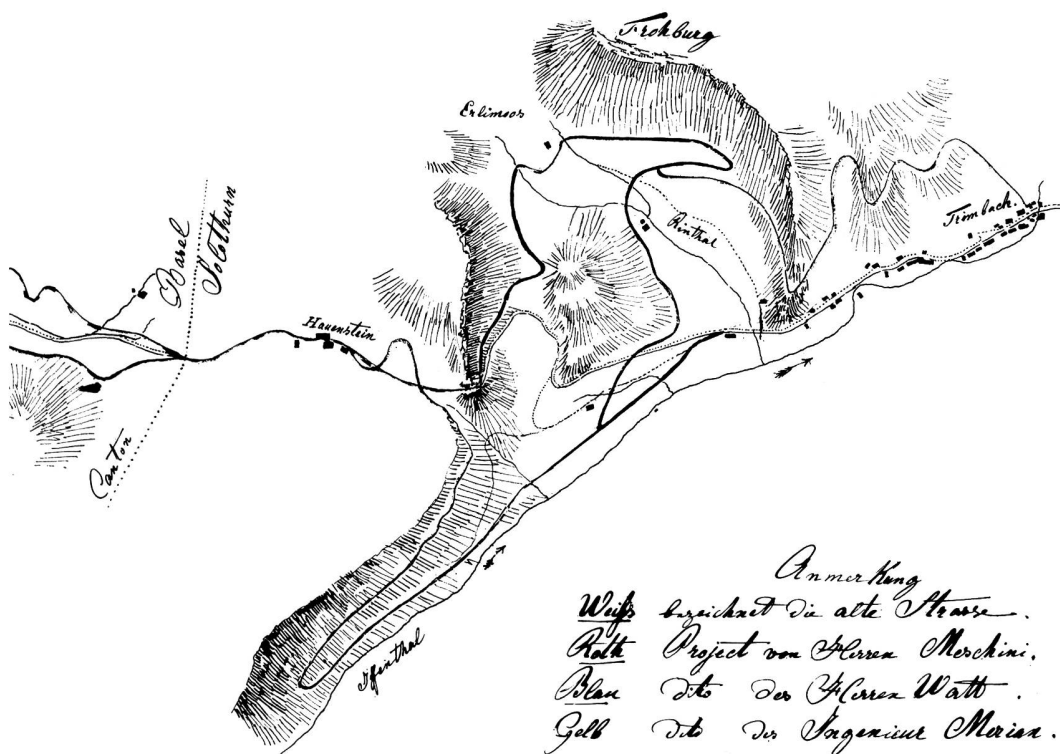 Frohburg
Erlimoos
Rinthal
Trimbach.
Basel
Solothurn
Hauenstein
Canton
Ifenthal
Anmerkung
Weiſs bezeichnet die alte Strasse.
Roth Project von Herren Meschini.
Blau dito des Herren Watt.
Gelb dito des Ingenieur Merian.